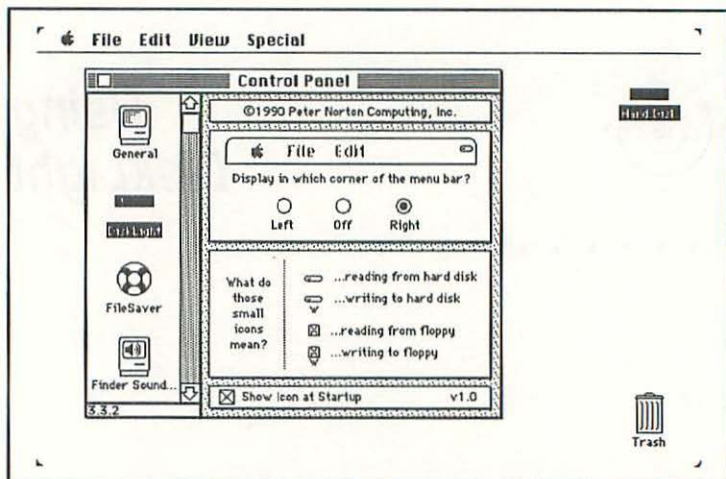 File Edit View Special
Control Panel
©1990 Peter Norton Computing, Inc.
File Edit
Display in which corner of the menu bar?
Left Off Right
General
DiskLight
FileSaver
Finder Sound...
3.3.2
What do
those
small
icons
mean?
...reading from hard disk
...writing to hard disk
...reading from floppy
...writing to floppy
Show Icon at Startup v1.0
Hard Disk
Trash